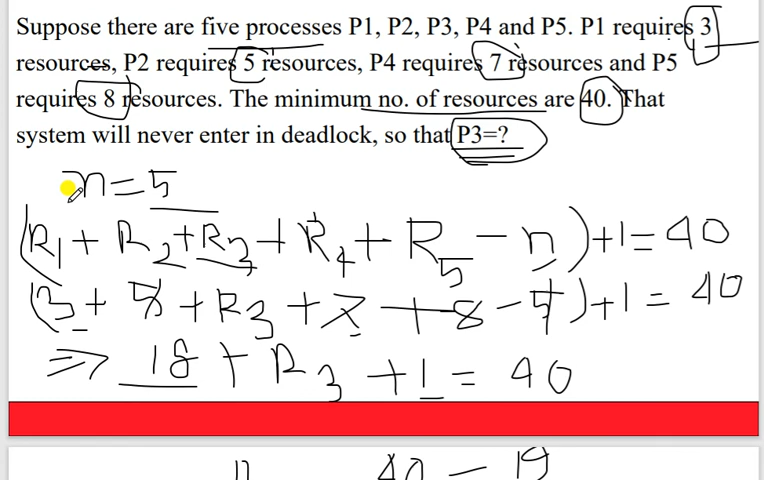 Suppose there are five processes P1, P2, P3, P4 and P5. P1 requires 3
resources, P2 requires 5 resources, P4 requires 7 resources and P5
requires 8 resources. The minimum no. of resources are 40. That
system will never enter in deadlock, so that P3=?
n=5
(R1 + R2 + R3 + R4 + R5 - n) +1 = 40
(3 + 5 + R3 + 7 + 8 - 5) +1 = 40
=> 18 + R3 + 1 = 40
40 - 19